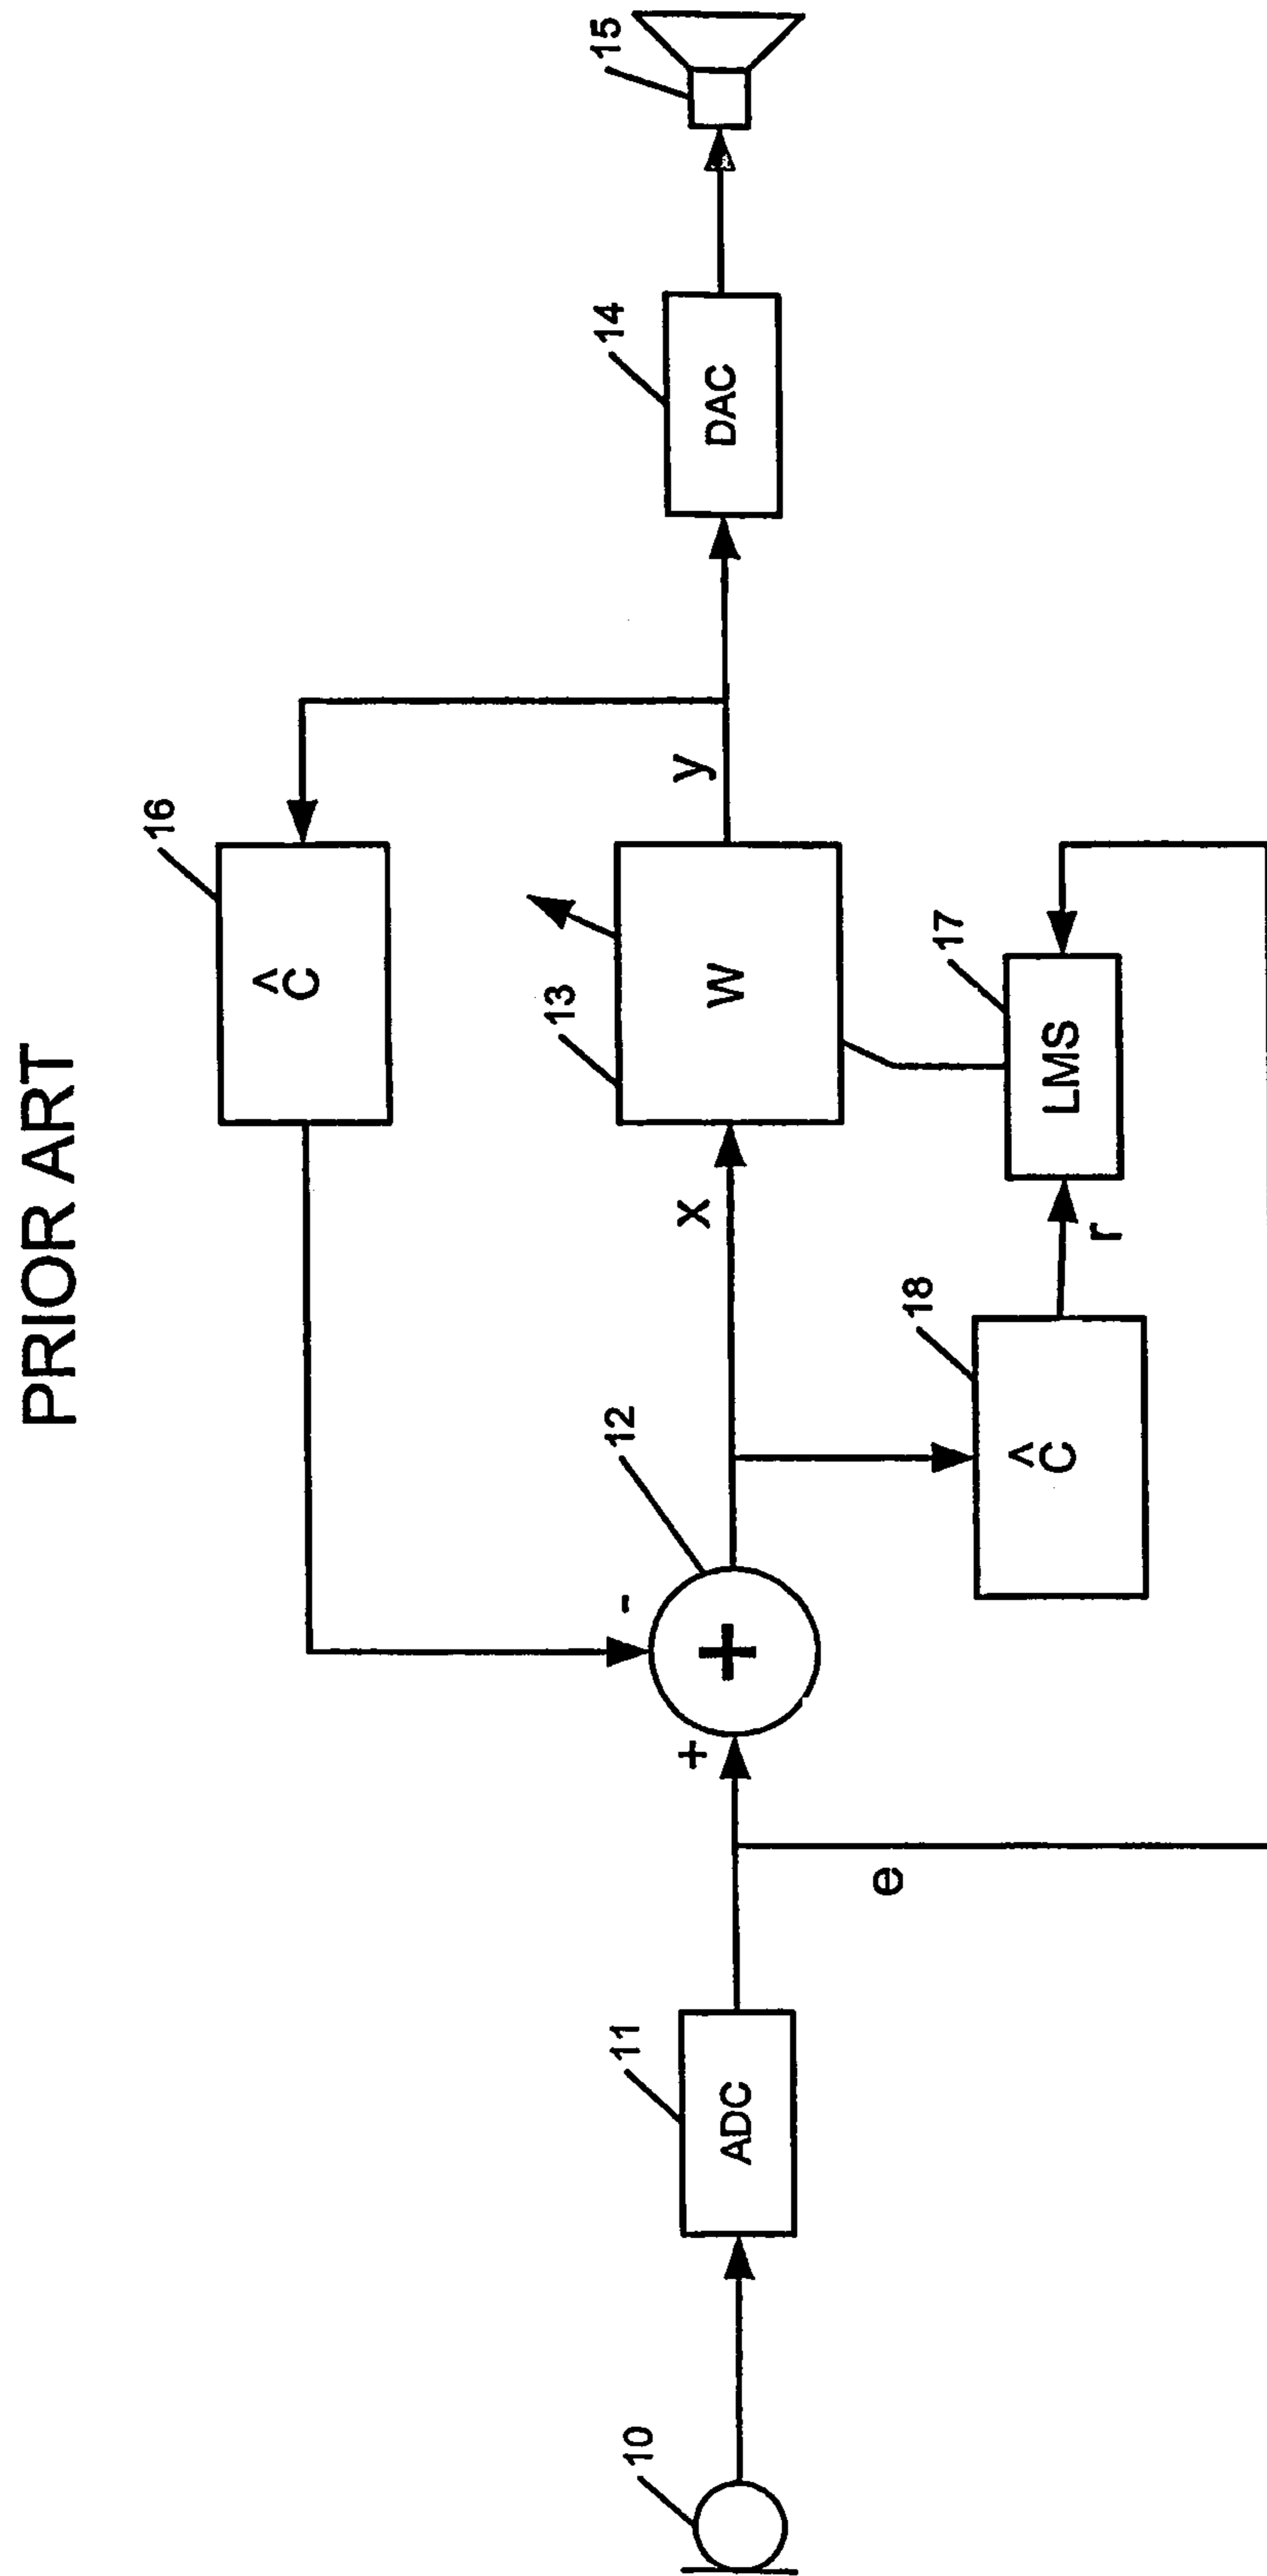 PRIOR ART
16
Ĉ
15
14
DAC
y
13
W
x
12
-
+
+
11
ADC
10
17
LMS
r
18
Ĉ
e